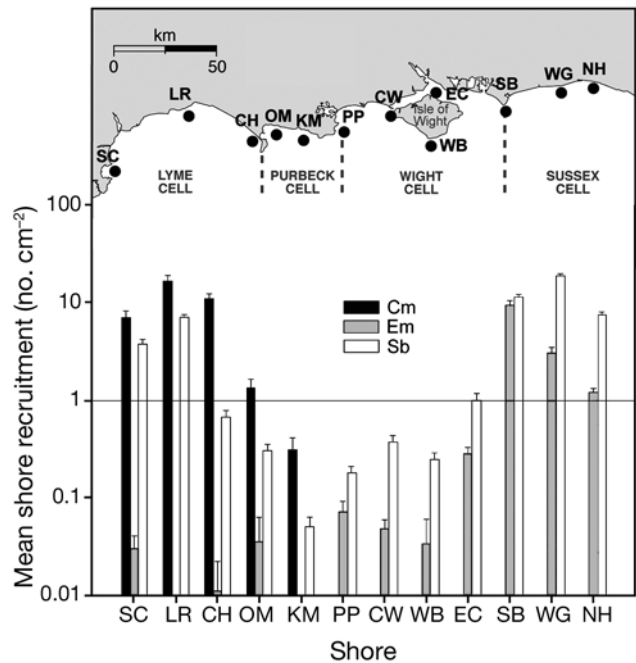 km
0 50
LR
CH
OM
KM
PP
CW
EC
SB
WG
NH
Isle of
Wight
WB
SC
LYME
CELL
PURBECK
CELL
WIGHT
CELL
SUSSEX
CELL
Mean shore recruitment (no. cm⁻²)
100
10
1
0.1
0.01
Cm
Em
Sb
SC LR CH OM KM PP CW WB EC SB WG NH
Shore